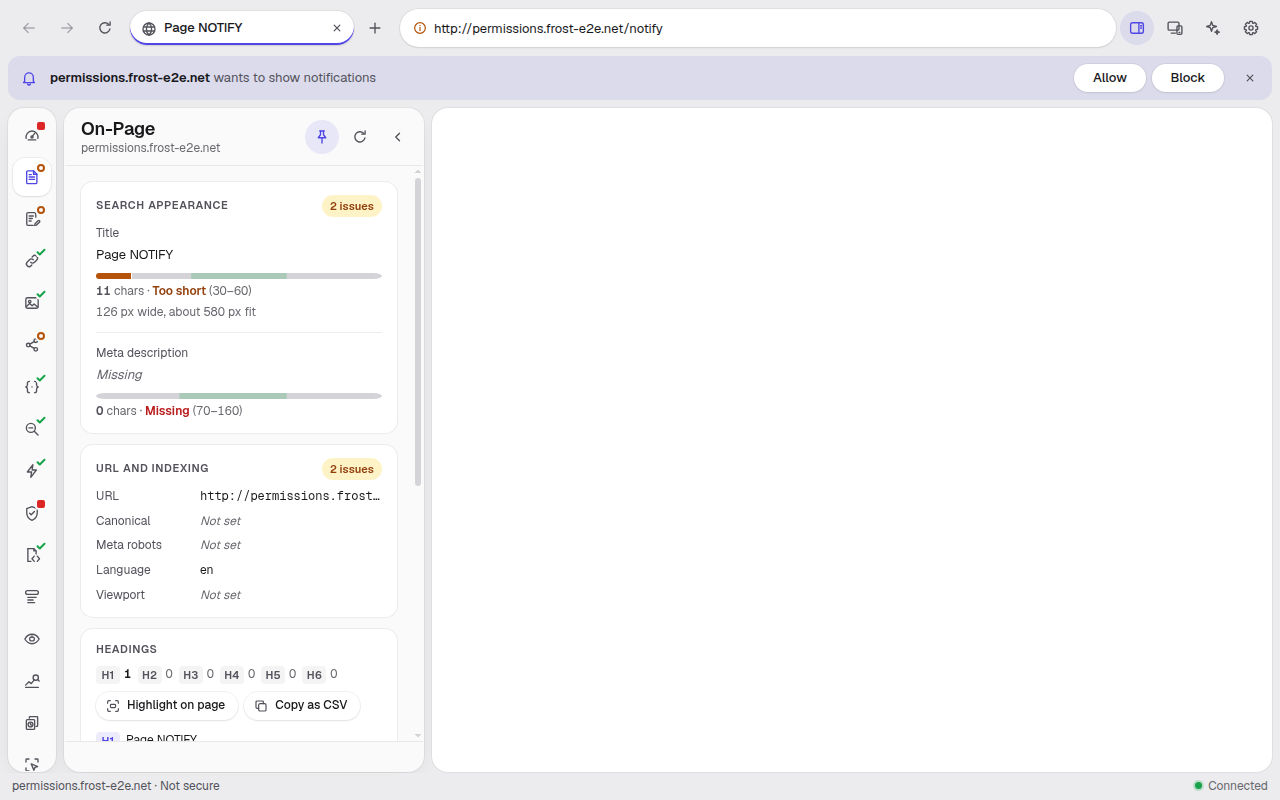 Page NOTIFY
http://permissions.frost-e2e.net/notify
permissions.frost-e2e.net wants to show notifications
Allow
Block
On-Page
permissions.frost-e2e.net
SEARCH APPEARANCE
2 issues
Title
Page NOTIFY
11 chars · Too short (30–60)
126 px wide, about 580 px fit
Meta description
Missing
0 chars · Missing (70–160)
URL AND INDEXING
2 issues
URL http://permissions.frost…
Canonical Not set
Meta robots Not set
Language en
Viewport Not set
HEADINGS
H1 1 H2 0 H3 0 H4 0 H5 0 H6 0
Highlight on page
Copy as CSV
H1 Page NOTIFY
permissions.frost-e2e.net · Not secure
Connected